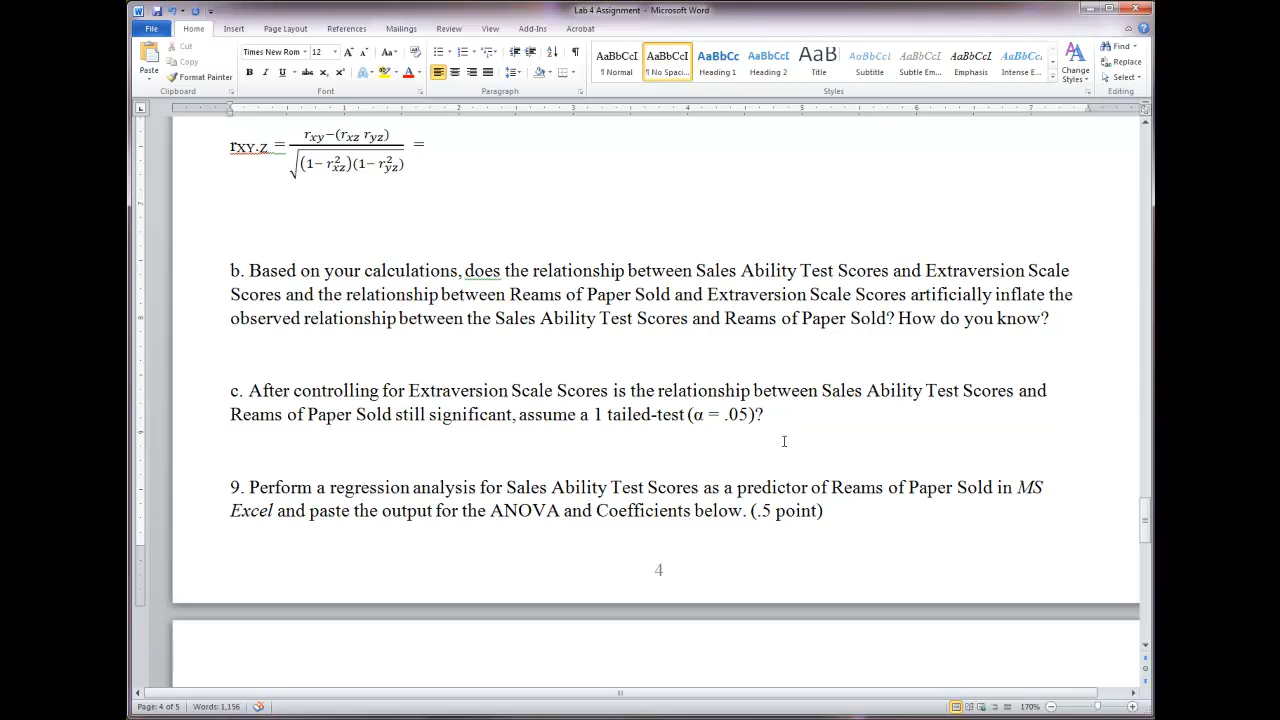 Lab 4 Assignment - Microsoft Word
File Home Insert Page Layout References Mailings Review View Add-Ins Acrobat
Paste
Cut
Copy
Format Painter
Clipboard
Times New Rom 12
Font
Paragraph
AaBbCcI AaBbCcI AaBbCc AaBbCcI AaB AaBbCcI AaBbCcI AaBbCcI AaBbCc.
¶ Normal ¶ No Spaci... Heading 1 Heading 2 Title Subtitle Subtle Em... Emphasis Intense E...
Styles
Change Styles
Find
Replace
Select
Editing
rXY.Z = rxy−(rxz ryz) / √(1− r²xz)(1− r²yz) =
b. Based on your calculations, does the relationship between Sales Ability Test Scores and Extraversion Scale
Scores and the relationship between Reams of Paper Sold and Extraversion Scale Scores artificially inflate the
observed relationship between the Sales Ability Test Scores and Reams of Paper Sold? How do you know?
c. After controlling for Extraversion Scale Scores is the relationship between Sales Ability Test Scores and
Reams of Paper Sold still significant, assume a 1 tailed-test (α = .05)?
9. Perform a regression analysis for Sales Ability Test Scores as a predictor of Reams of Paper Sold in MS
Excel and paste the output for the ANOVA and Coefficients below. (.5 point)
4
Page: 4 of 5 Words: 1,156 170%